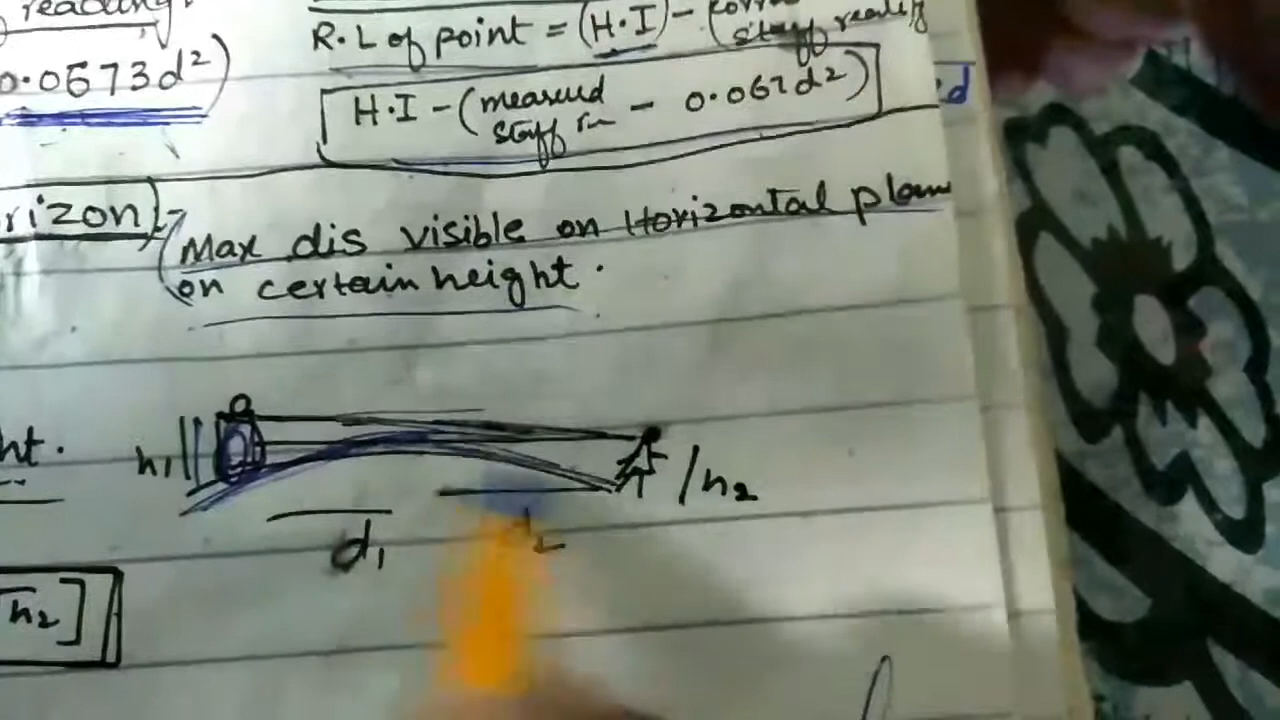 reading.
R.L of point = (H.I) - (
staff reading
0.0673d²)
H.I - (measured - 0.067d²)
staff
d
rizon)-
(Max dis visible on Horizontal plane
on certain height.
ht.
h₁
h₂
d₁
h₂]